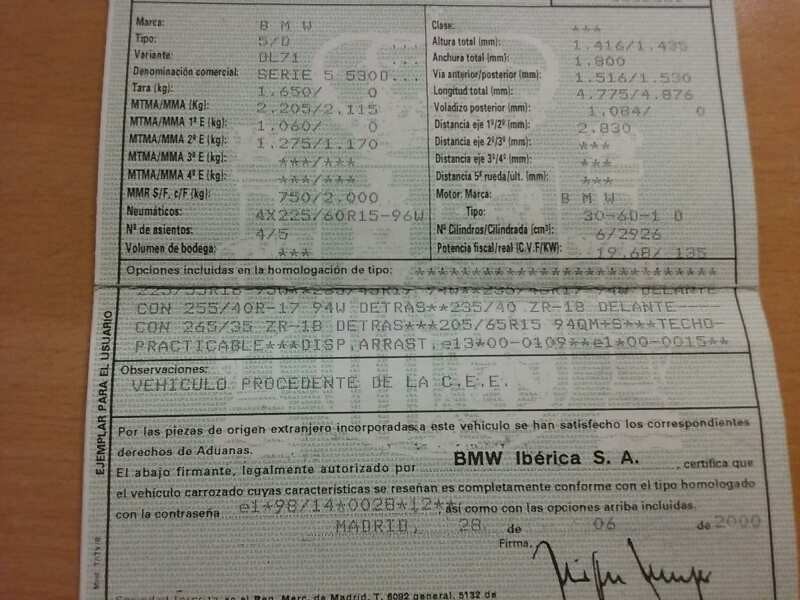 Marca: B M W
Tipo: 5/D ...
Variante: DL71 ...
Denominación comercial: SERIE 5 530D...
Tara (kg): 1.650/ 0
MTMA/MMA (Kg): 2.205/2.115
MTMA/MMA 1º E (kg): 1.060/ 0
MTMA/MMA 2º E (kg): 1.275/1.170
MTMA/MMA 3º E (kg): ***/***
MTMA/MMA 4º E (kg): ***/***
MMR S/F, c/F (kg): 750/2.000
Neumáticos: 4X225/60R15-96W
Nº de asientos: 4/5
Volumen de bodega: ***
Clase: ***
Altura total (mm): 1.416/1.435
Anchura total (mm): 1.800
Via anterior/posterior (mm): 1.516/1.530
Longitud total (mm): 4.775/4.876
Voladizo posterior (mm): 1.084/ 0
Distancia eje 1º/2º (mm): 2.830
Distancia eje 2º/3º (mm): ***
Distancia eje 3º/4º (mm): ***
Distancia 5ª rueda/ult. (mm): ***
Motor: Marca: B M W
Tipo: 30-6D-1 D
Nº Cilindros/Cilindrada (cm³): 6/2926
Potencia fiscal/real (C.V.F/KW): 19.68/ 135
Opciones incluidas en la homologación de tipo: ****************************
DELANTE
CON 255/40R-17 94W DETRAS**235/40 ZR-18 DELANTE
CON 265/35 ZR-18 DETRAS***205/65R15 94QM+S***TECHO
PRACTICABLE***DISP.ARRAST.e13*00-0109**e1*00-0015**
Observaciones:
VEHICULO PROCEDENTE DE LA C.E.E.
EJEMPLAR PARA EL USUARIO
Por las piezas de origen extranjero incorporadas a este vehículo se han satisfecho los correspondientes
derechos de Aduanas.
El abajo firmante, legalmente autorizado por BMW Ibérica S. A. , certifica que
el vehículo carrozado cuyas características se reseñan es completamente conforme con el tipo homologado
con la contraseña e1*98/14*0028*12** , así como con las opciones arriba incluidas.
MADRID, 28 de 06 de 2000
Firma.
en el Reg. Merc. de Madrid, T. 6092 general, 5132 de